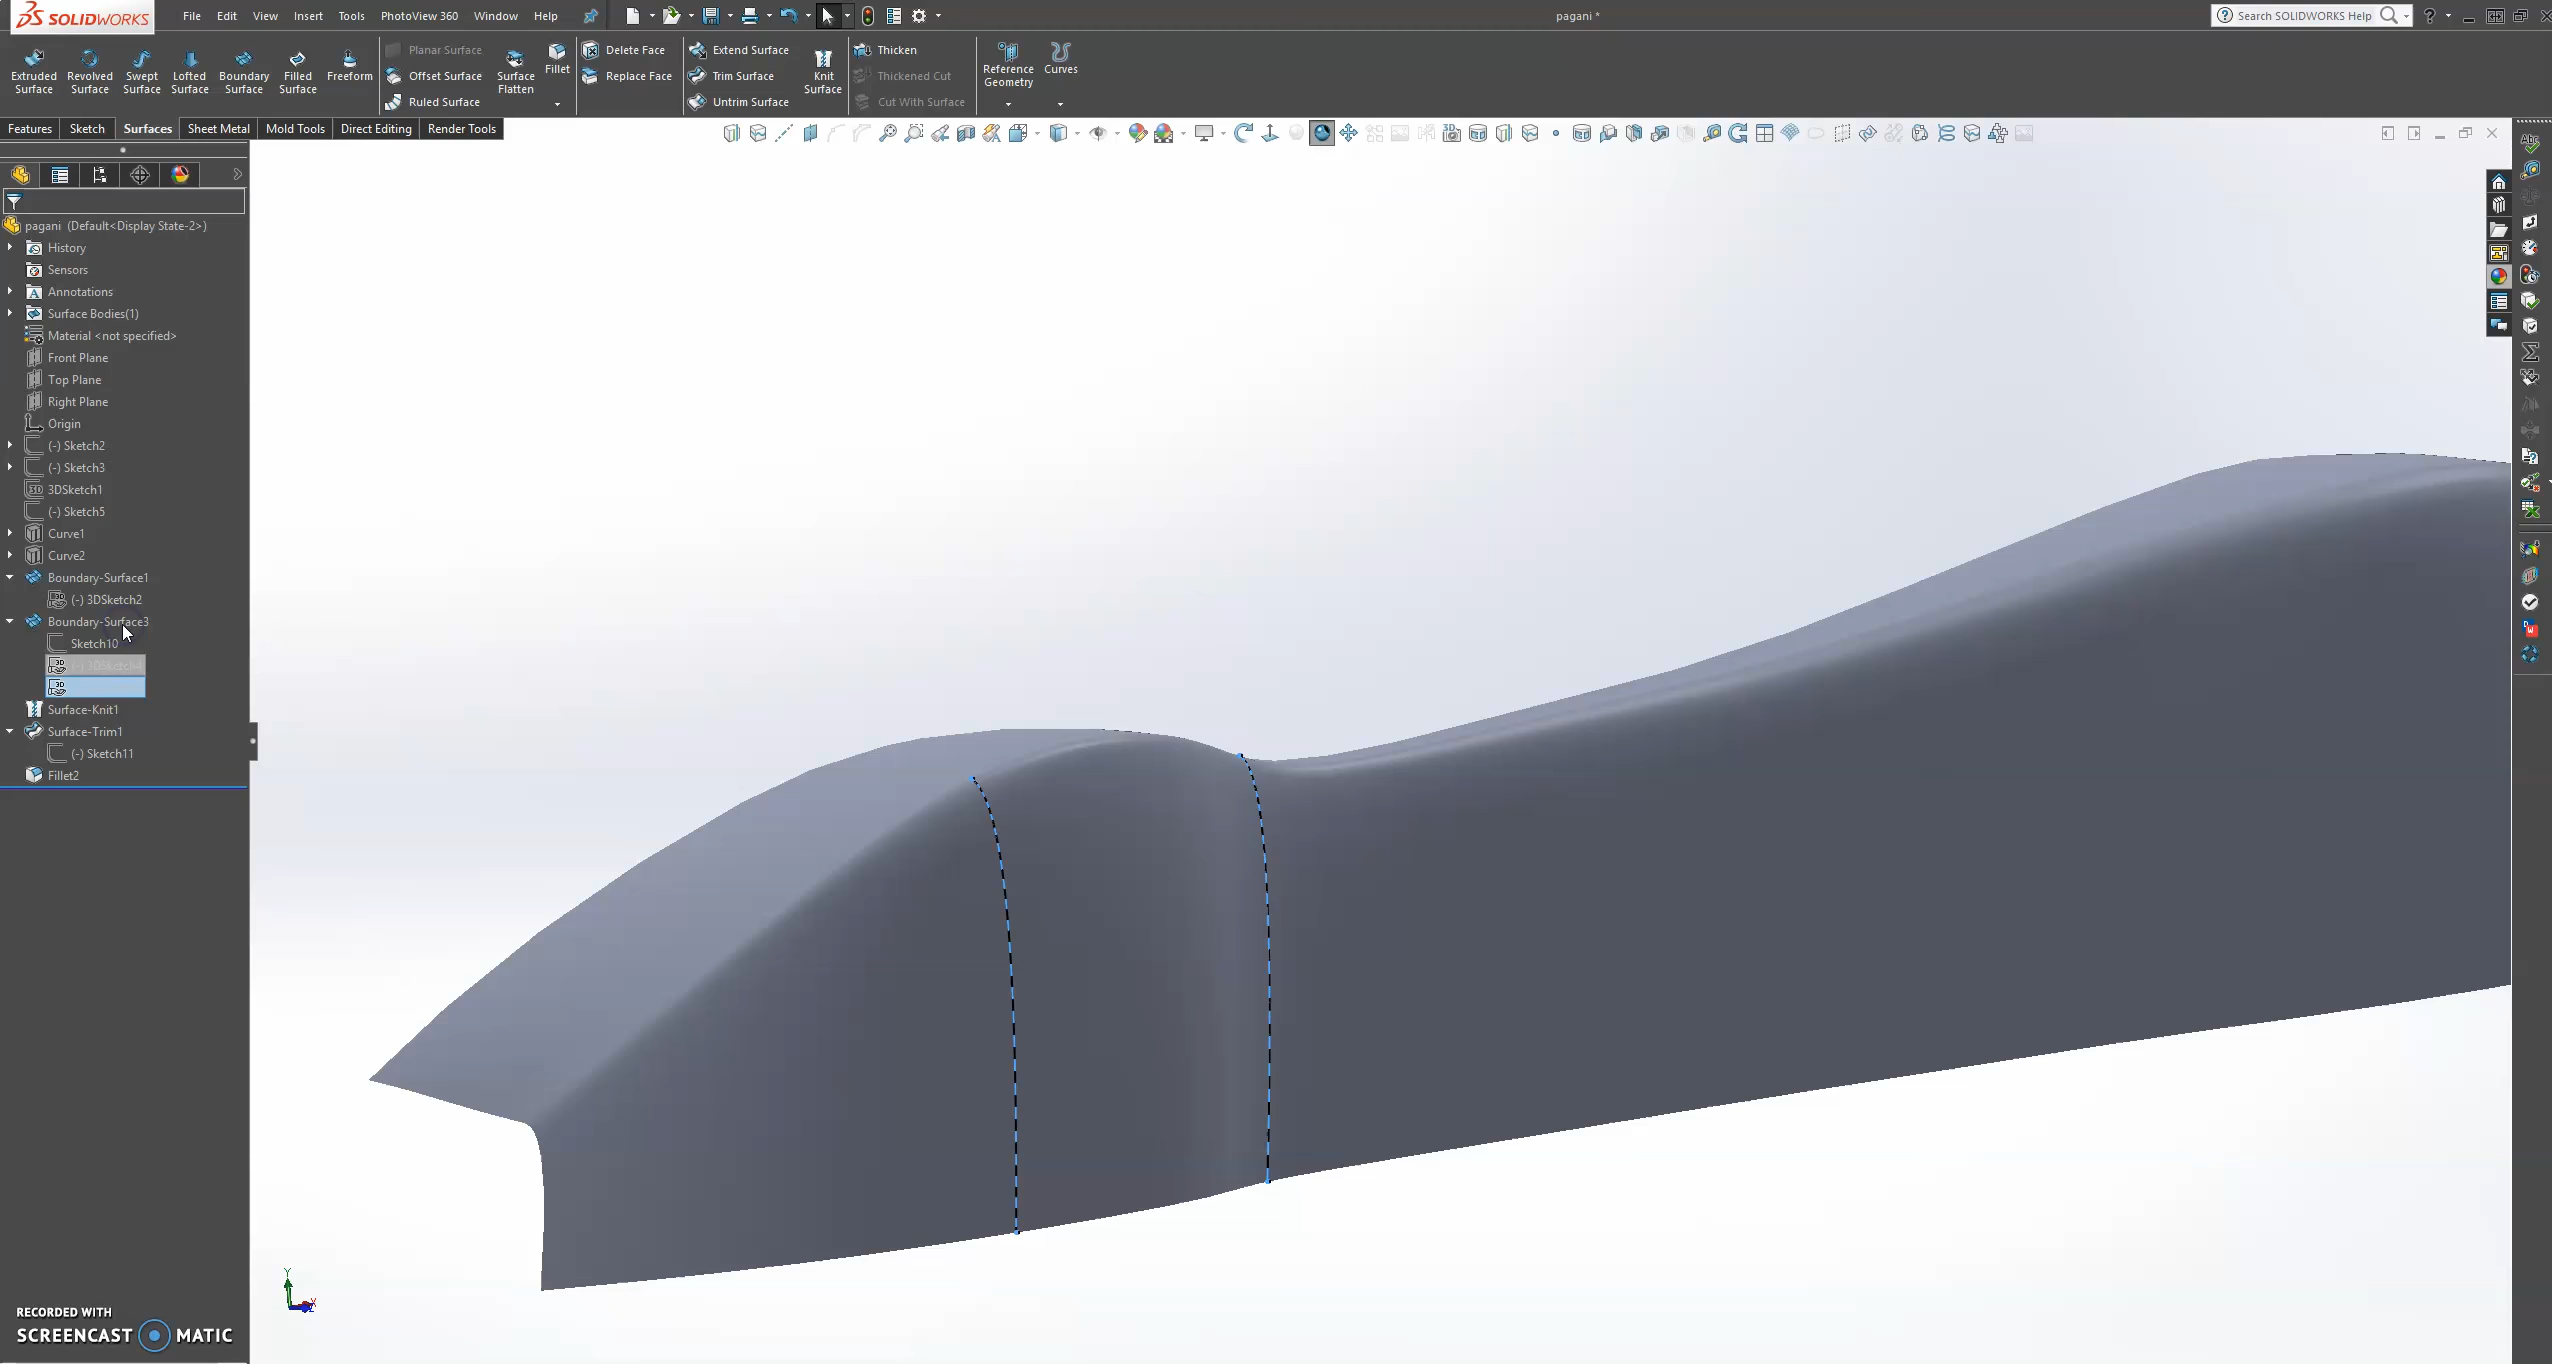 SOLIDWORKS File Edit View Insert Tools PhotoView 360 Window Help pagani * Search SOLIDWORKS Help
Extruded Surface
Revolved Surface
Swept Surface
Lofted Surface
Boundary Surface
Filled Surface
Freeform
Planar Surface
Offset Surface
Ruled Surface
Surface Flatten
Fillet
Delete Face
Replace Face
Extend Surface
Trim Surface
Untrim Surface
Knit Surface
Thicken
Thickened Cut
Cut With Surface
Reference Geometry
Curves
Features Sketch Surfaces Sheet Metal Mold Tools Direct Editing Render Tools
pagani (Default<Display State-2>)
History
Sensors
Annotations
Surface Bodies(1)
Material <not specified>
Front Plane
Top Plane
Right Plane
Origin
(-) Sketch2
(-) Sketch3
3DSketch1
(-) Sketch5
Curve1
Curve2
Boundary-Surface1
(-) 3DSketch2
Boundary-Surface3
Sketch10
(-) 3DSketch4
Surface-Knit1
Surface-Trim1
(-) Sketch11
Fillet2
Y
X
RECORDED WITH
SCREENCAST MATIC